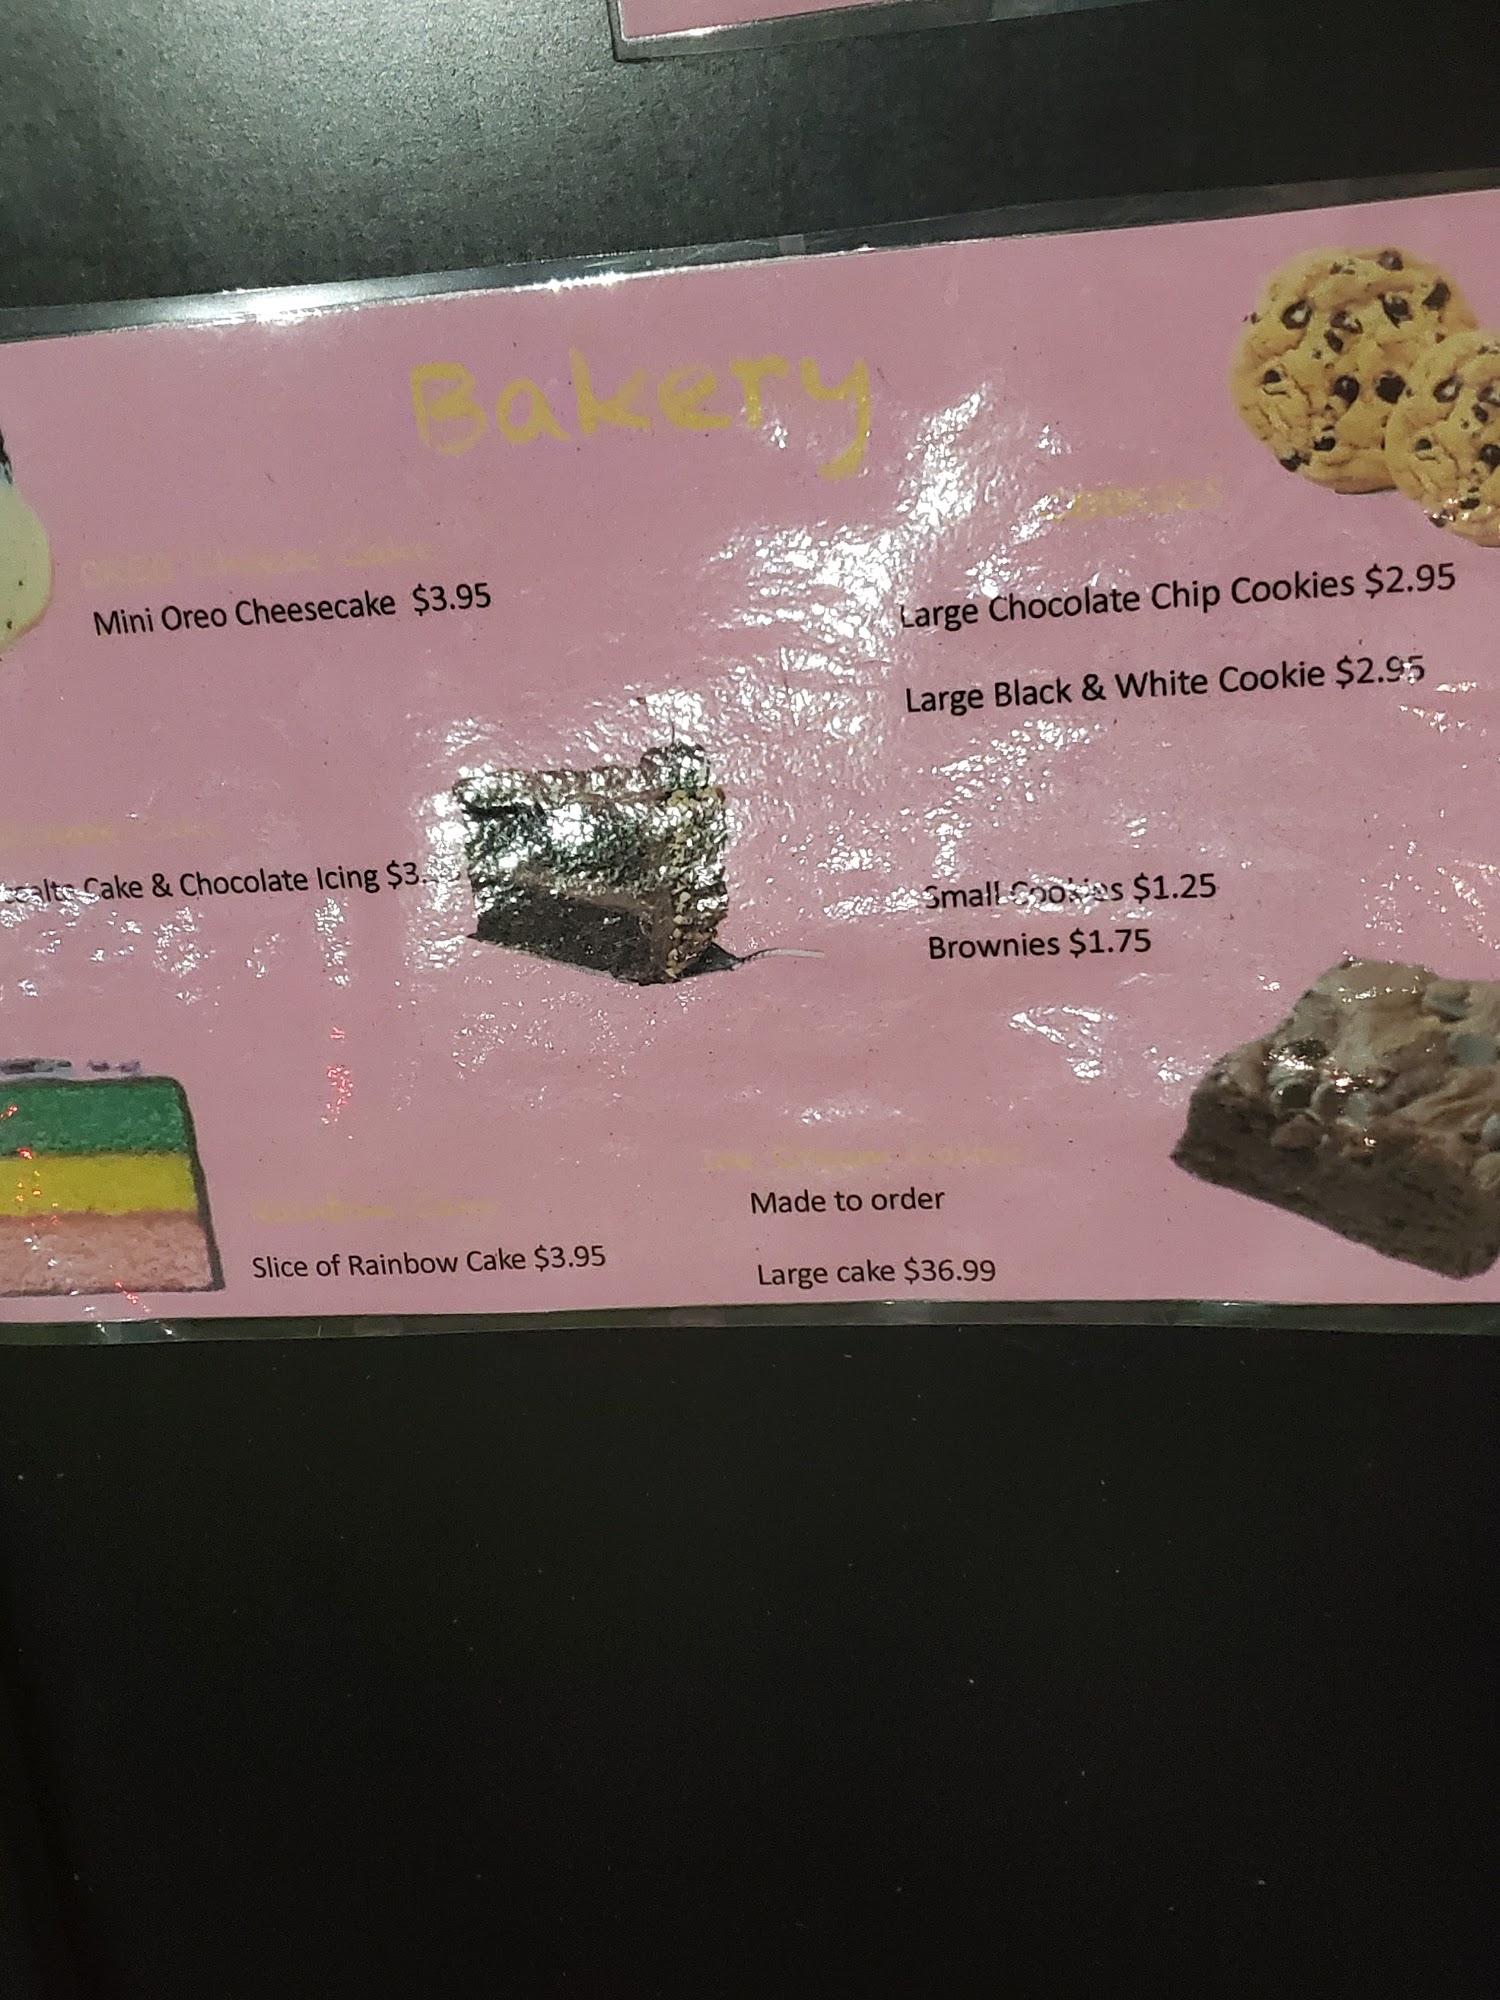 Bakery
Mini Oreo Cheesecake $3.95
Large Chocolate Chip Cookies $2.95
Large Black & White Cookie $2.95
Cake & Chocolate Icing $3.
Small Cookies $1.25
Brownies $1.75
Slice of Rainbow Cake $3.95
Made to order
Large cake $36.99